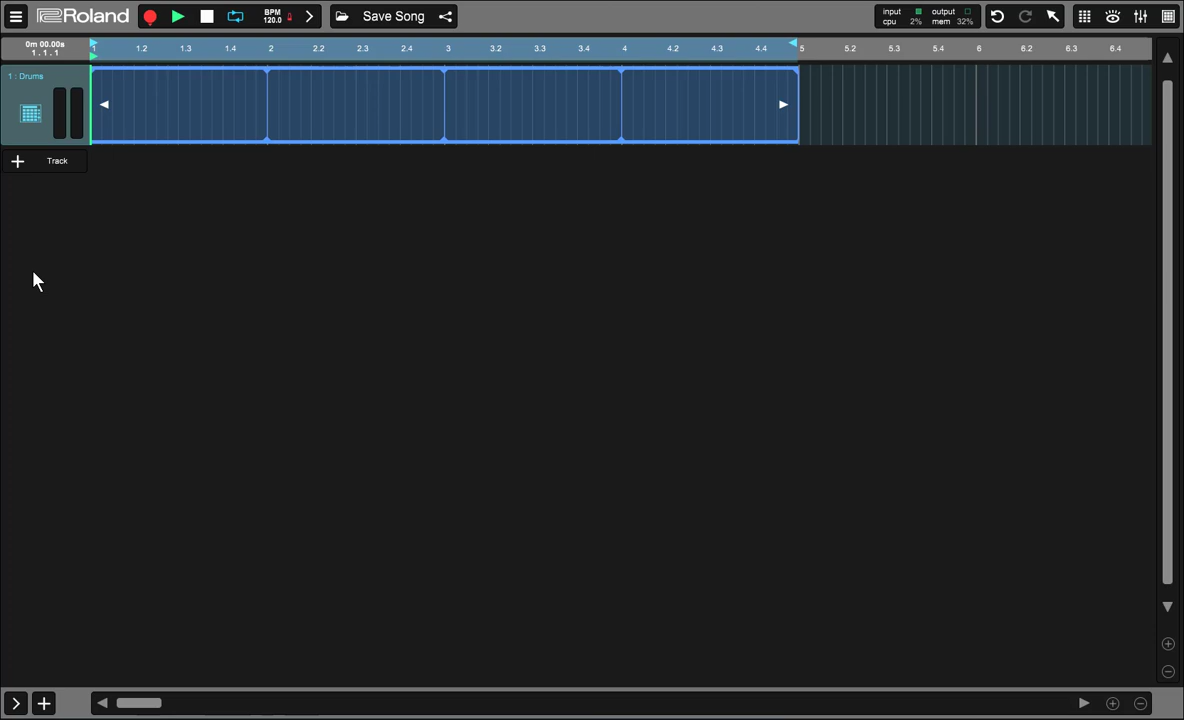 Roland
BPM
120.0
Save Song
input
output
cpu 2% mem 32%
0m 00.00s
1 . 1 . 1
1 1.2 1.3 1.4 2 2.2 2.3 2.4 3 3.2 3.3 3.4 4 4.2 4.3 4.4 5 5.2 5.3 5.4 6 6.2 6.3 6.4
1 : Drums
Track